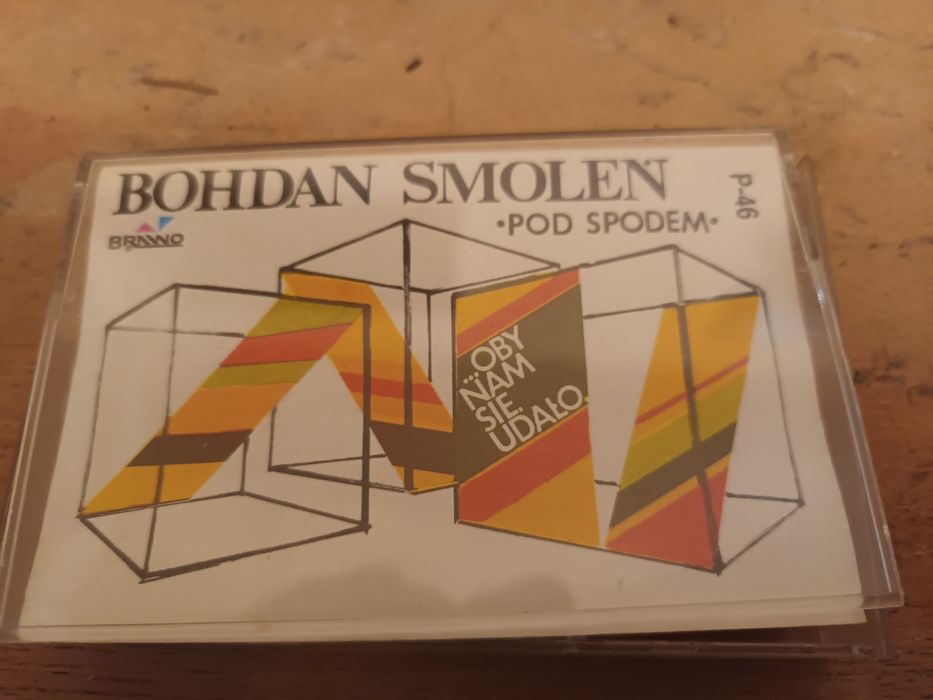 BOHDAN SMOLEŃ
•POD SPODEM•
P-46
BRAWO
...OBY
NAM
SIĘ
UDAŁO.